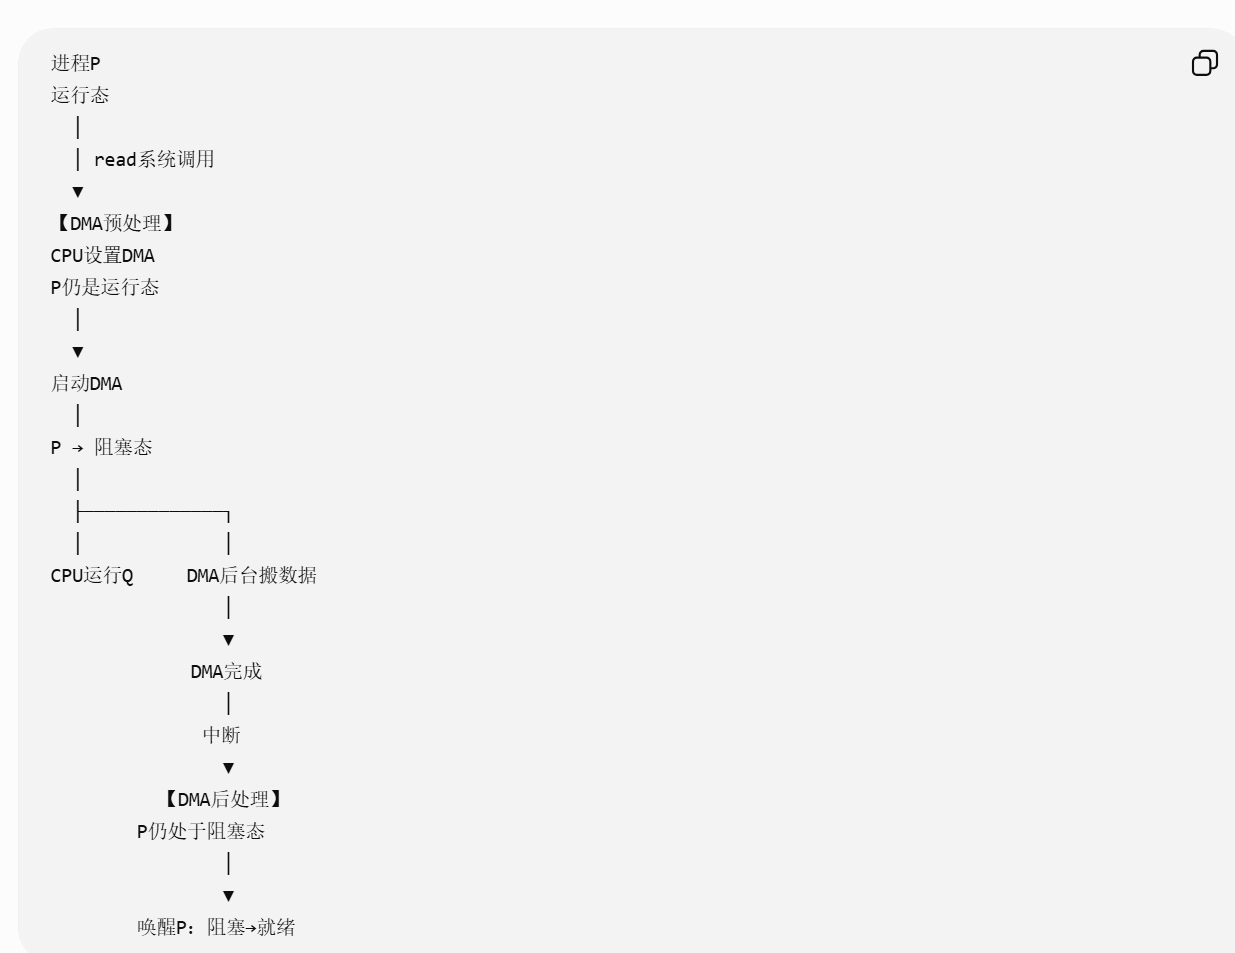 进程P
运行态
│
│ read系统调用
▼
【DMA预处理】
CPU设置DMA
P仍是运行态
│
▼
启动DMA
│
P → 阻塞态
│
├────────────┐
│            │
CPU运行Q    DMA后台搬数据
│
▼
DMA完成
│
中断
▼
【DMA后处理】
P仍处于阻塞态
│
▼
唤醒P：阻塞→就绪